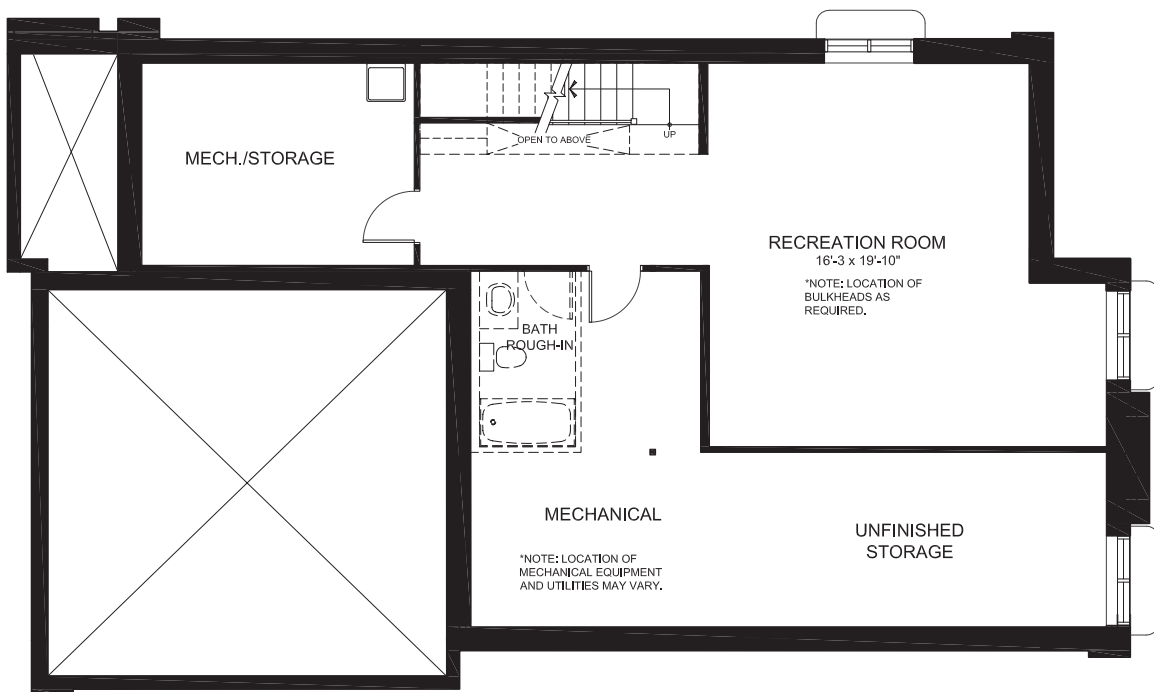 MECH./STORAGE
OPEN TO ABOVE
UP
RECREATION ROOM
16'-3 x 19'-10"
*NOTE: LOCATION OF
BULKHEADS AS
REQUIRED.
BATH
ROUGH-IN
MECHANICAL
*NOTE: LOCATION OF
MECHANICAL EQUIPMENT
AND UTILITIES MAY VARY.
UNFINISHED
STORAGE